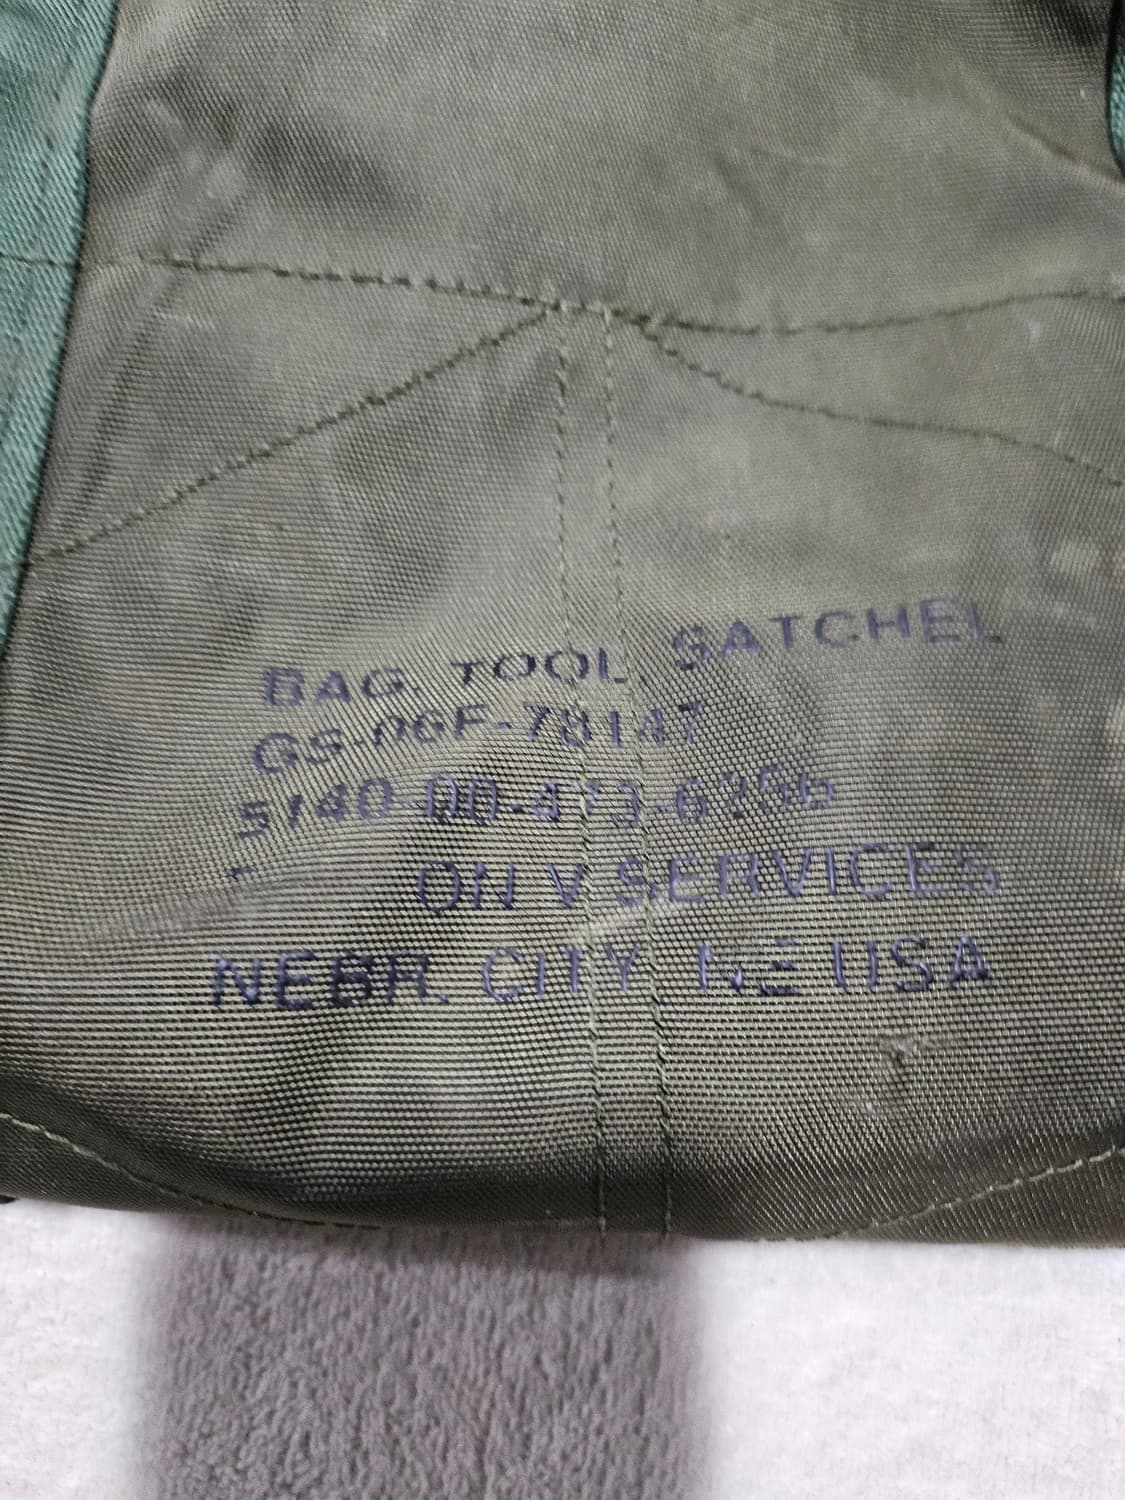 BAG, TOOL, SATCHEL
GS-06F-78147
5140-00-473-6256
ON V SERVICES
NEBR. CITY NE USA